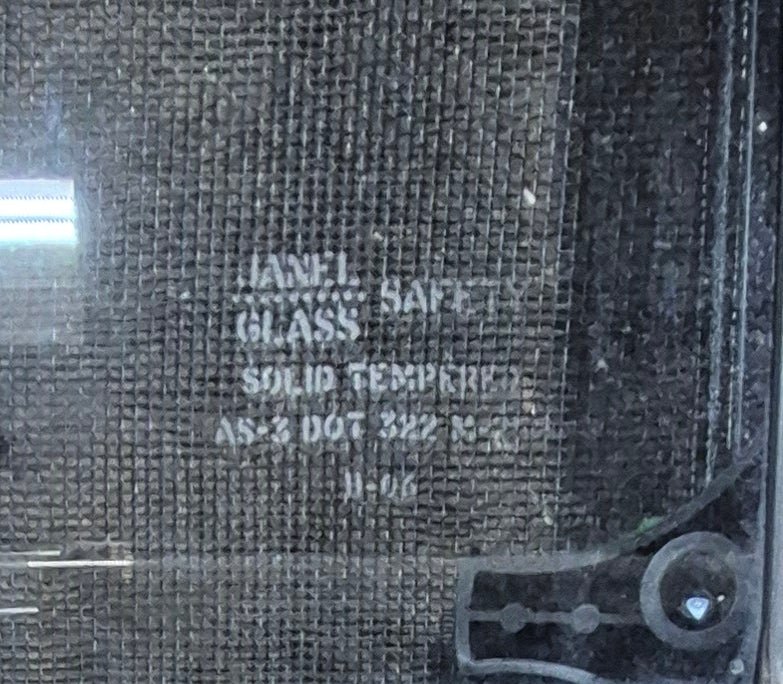 JANEL
GLASS SAFETY
SOLID TEMPERED
AS-3 DOT 322
11-06